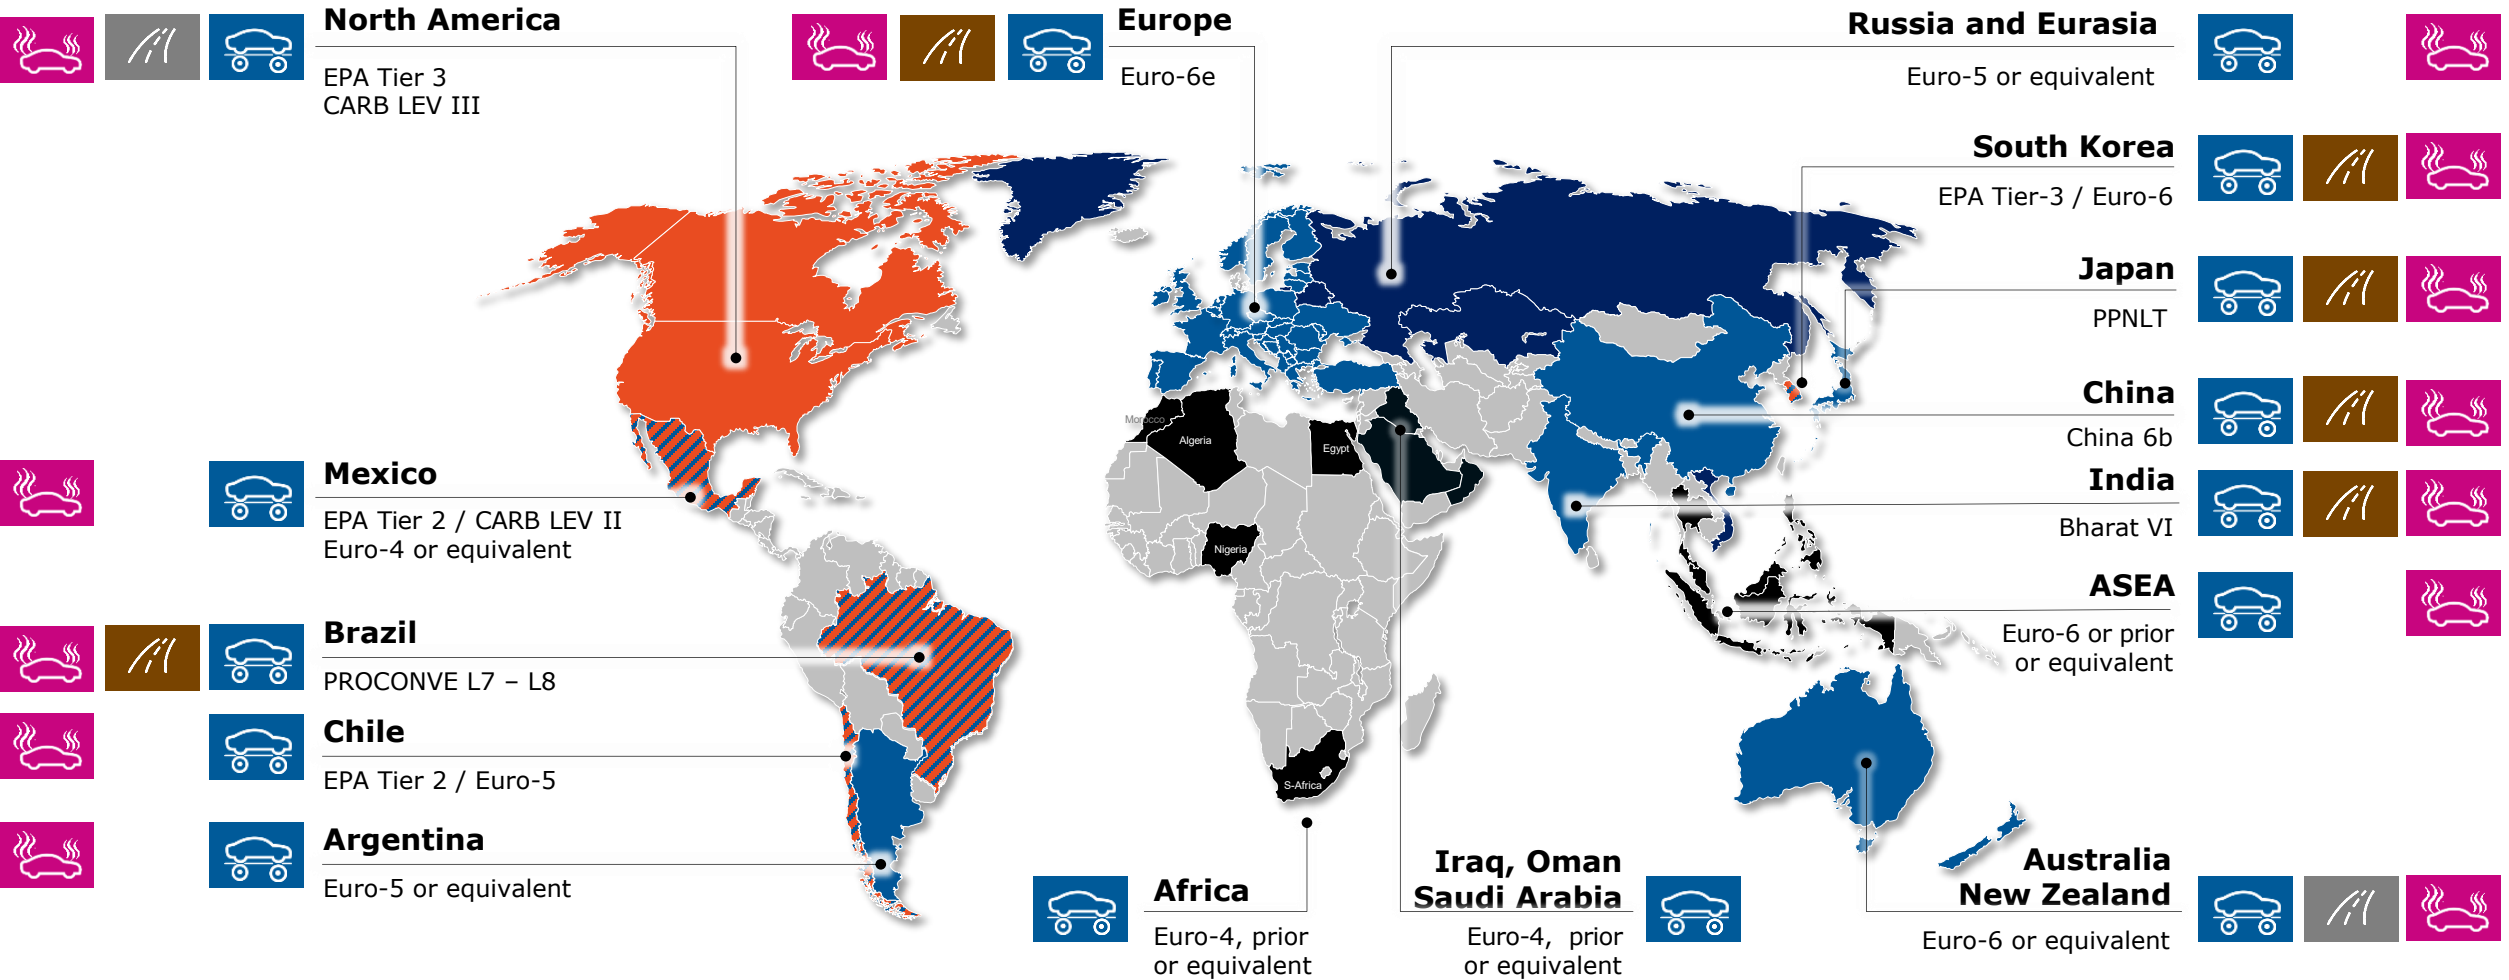 North America
EPA Tier 3
CARB LEV III
Europe
Euro-6e
Russia and Eurasia
Euro-5 or equivalent
South Korea
EPA Tier-3 / Euro-6
Japan
PPNLT
China
China 6b
India
Bharat VI
ASEA
Euro-6 or prior
or equivalent
Mexico
EPA Tier 2 / CARB LEV II
Euro-4 or equivalent
Brazil
PROCONVE L7 – L8
Chile
EPA Tier 2 / Euro-5
Argentina
Euro-5 or equivalent
Morocco
Algeria
Egypt
Nigeria
S-Africa
Africa
Euro-4, prior
or equivalent
Iraq, Oman
Saudi Arabia
Euro-4, prior
or equivalent
Australia
New Zealand
Euro-6 or equivalent